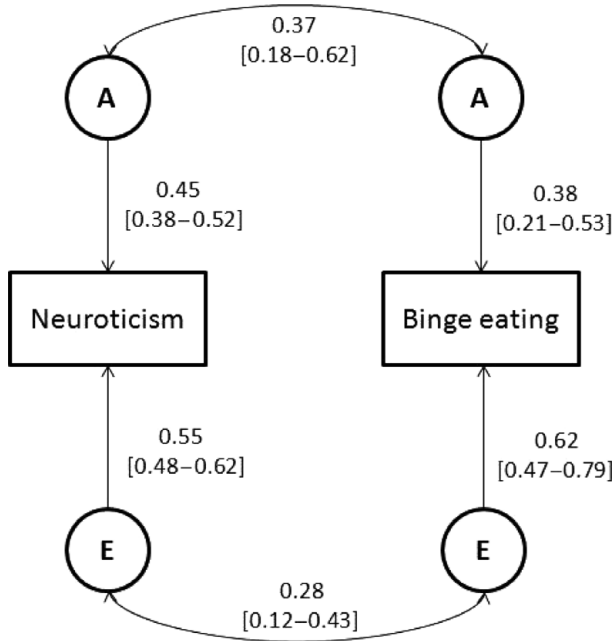 0.37
[0.18–0.62]
A
A
0.45
[0.38–0.52]
0.38
[0.21–0.53]
Neuroticism
Binge eating
0.55
[0.48–0.62]
0.62
[0.47–0.79]
E
E
0.28
[0.12–0.43]